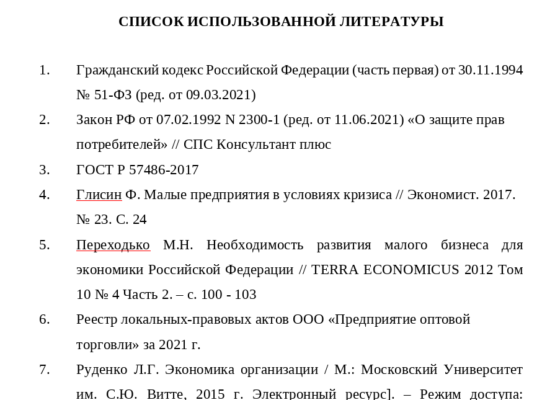 СПИСОК ИСПОЛЬЗОВАННОЙ ЛИТЕРАТУРЫ
1. Гражданский кодекс Российской Федерации (часть первая) от 30.11.1994
№ 51-ФЗ (ред. от 09.03.2021)
2. Закон РФ от 07.02.1992 N 2300-1 (ред. от 11.06.2021) «О защите прав
потребителей» // СПС Консультант плюс
3. ГОСТ Р 57486-2017
4. Глисин Ф. Малые предприятия в условиях кризиса // Экономист. 2017.
№ 23. С. 24
5. Переходько М.Н. Необходимость развития малого бизнеса для
экономики Российской Федерации // TERRA ECONOMICUS 2012 Том
10 № 4 Часть 2. – с. 100 - 103
6. Реестр локальных-правовых актов ООО «Предприятие оптовой
торговли» за 2021 г.
7. Руденко Л.Г. Экономика организации / М.: Московский Университет
им. С.Ю. Витте, 2015 г. Электронный ресурс]. – Режим доступа: